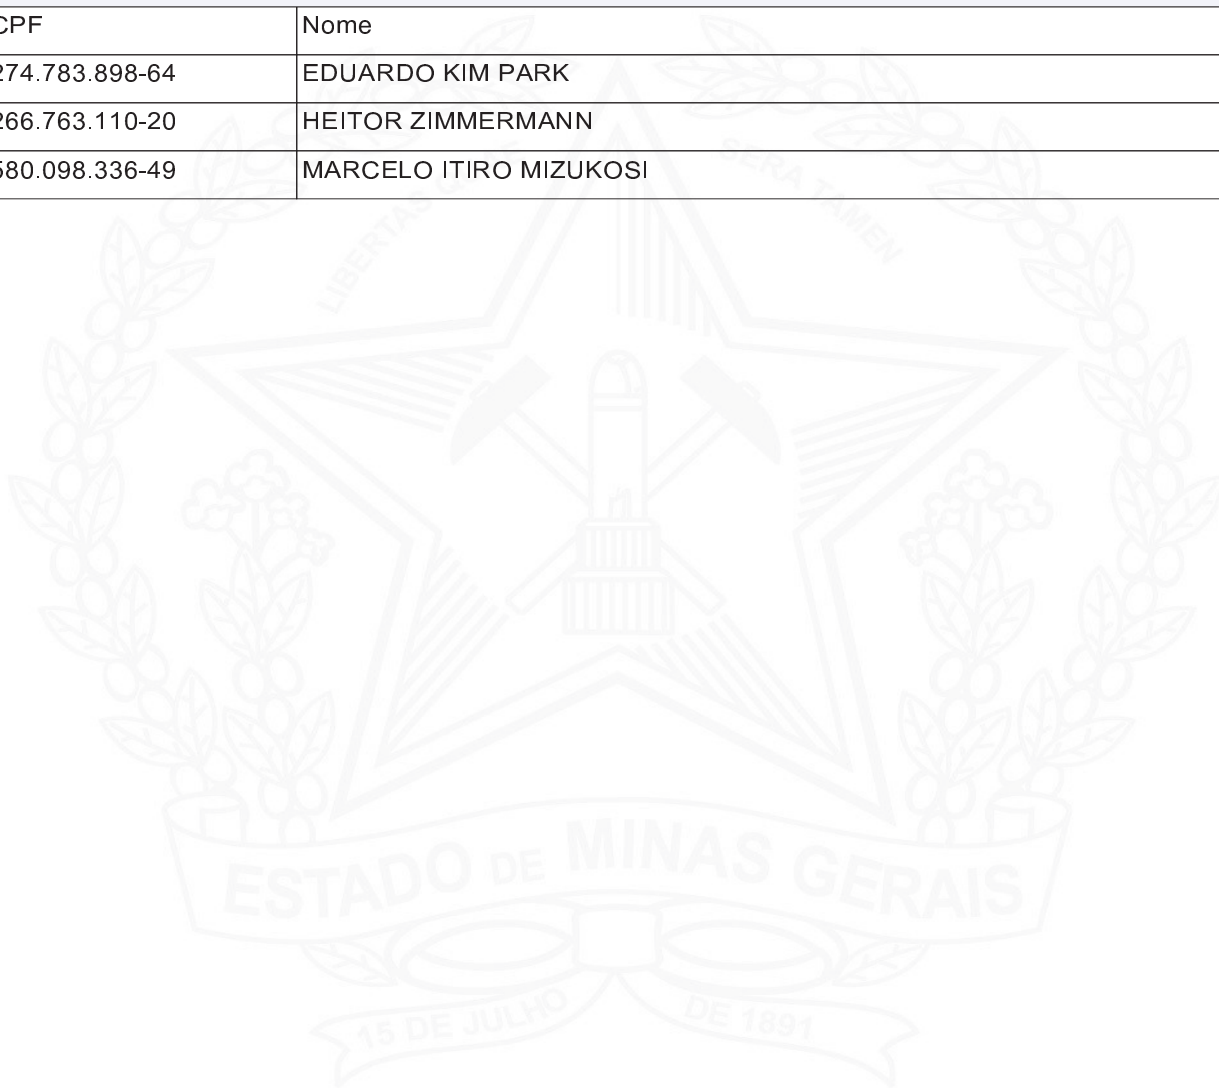 CPF Nome
274.783.898-64 EDUARDO KIM PARK
266.763.110-20 HEITOR ZIMMERMANN
580.098.336-49 MARCELO ITIRO MIZUKOSI
LIBERTAS QUÆ SERA TAMEN
ESTADO DE MINAS GERAIS
15 DE JULHO DE 1891